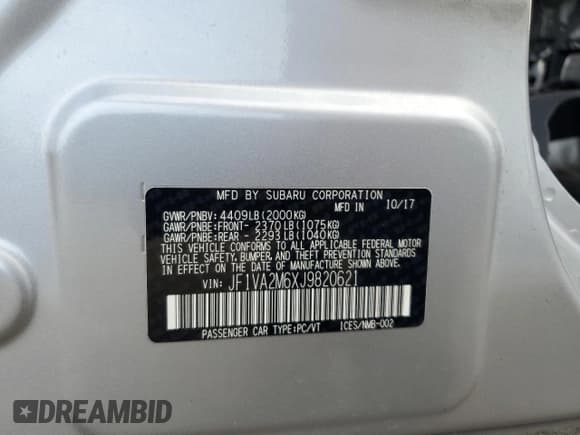 MFD BY SUBARU CORPORATION 10/17
GVWR/PNBV: 4409LB(2000KG)
GAWR/PNBE:FRONT- 2370LB(1075KG)
GAWR/PNBE:REAR - 2293LB(1040KG)
THIS VEHICLE CONFORMS TO ALL APPLICABLE FEDERAL MOTOR
VEHICLE SAFETY, BUMPER, AND THEFT PREVENTION STANDARDS
IN EFFECT ON THE DATE OF MANUFACTURE SHOWN ABOVE.
VIN: JF1VA2M6XJ9820621
PASSENGER CAR TYPE:PC/VT ICES/NMB-002
DREAMBID